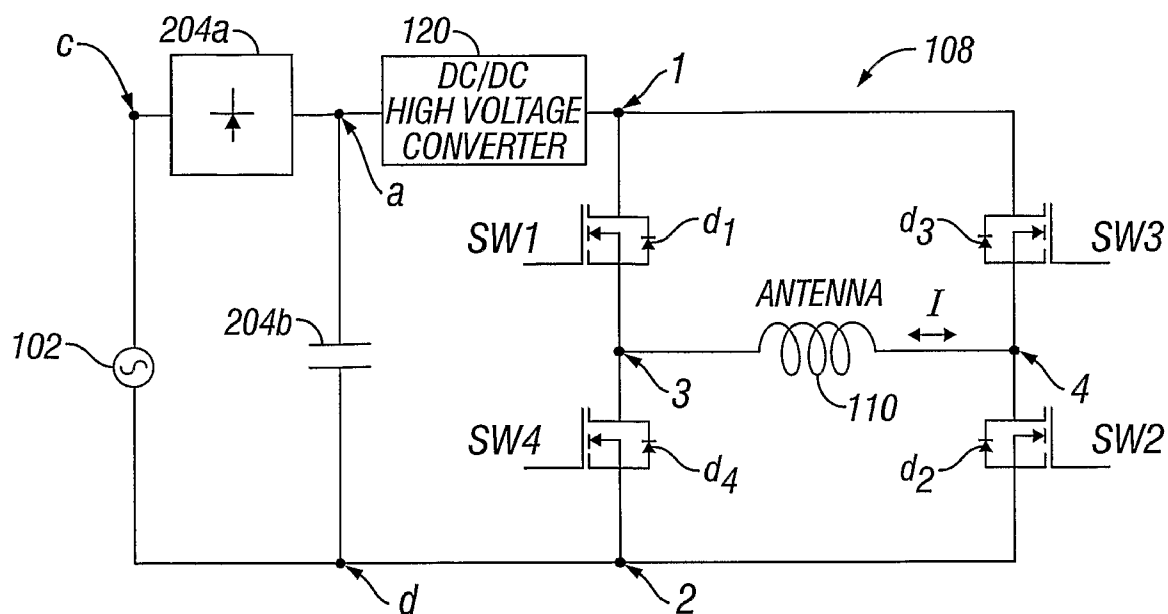 204a
120
c
DC/DC
HIGH VOLTAGE
CONVERTER
1
108
a
SW1
d1
d3
SW3
ANTENNA
I
204b
102
3
110
4
SW4
d4
d2
SW2
d
2